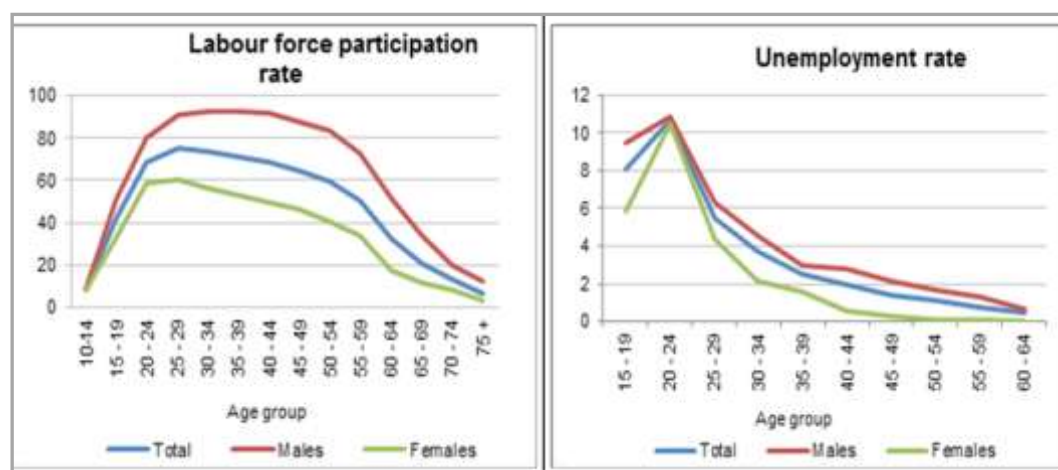 Labour force participation
rate
100
80
60
40
20
0
10-14
15 - 19
20 - 24
25 - 29
30 - 34
35 - 39
40 - 44
45 - 49
50 - 54
55 - 59
60 - 64
65 - 69
70 - 74
75 +
Age group
Total Males Females
Unemployment rate
12
10
8
6
4
2
0
15 - 19
20 - 24
25 - 29
30 - 34
35 - 39
40 - 44
45 - 49
50 - 54
55 - 59
60 - 64
Age group
Total Males Females